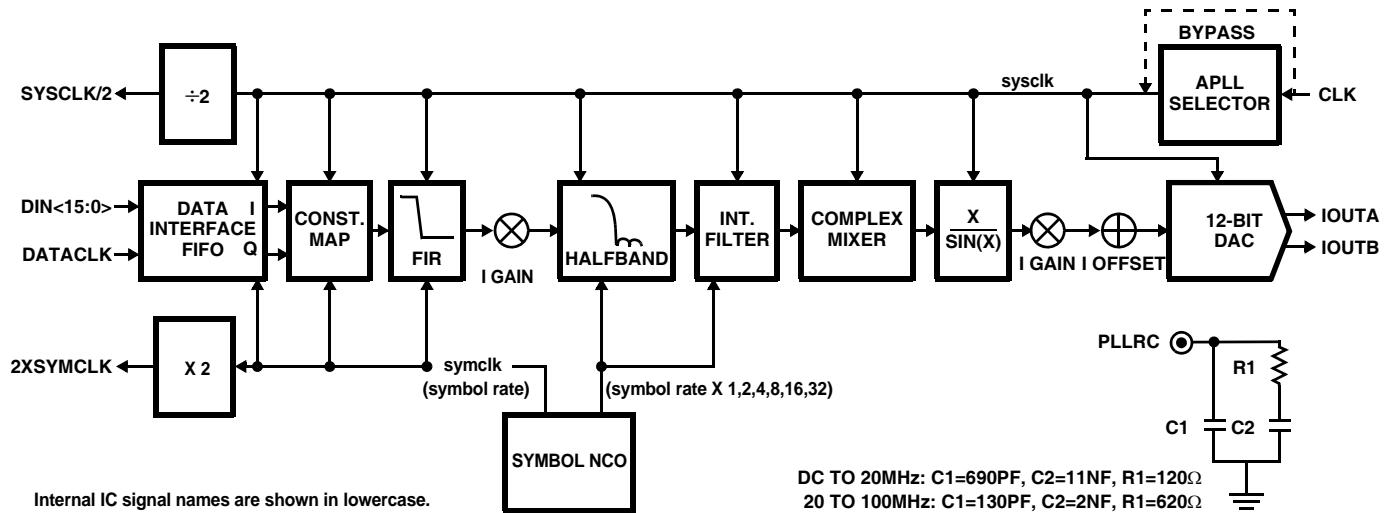 BYPASS
SYSCLK/2
÷2
sysclk
APLL
SELECTOR
CLK
DIN<15:0>
DATACLK
DATA I
INTERFACE
FIFO Q
CONST.
MAP
FIR
I GAIN
HALFBAND
INT.
FILTER
COMPLEX
MIXER
X
SIN(X)
I GAIN
I OFFSET
12-BIT
DAC
IOUTA
IOUTB
2XSYMCLK
X 2
symclk
(symbol rate)
(symbol rate X 1,2,4,8,16,32)
SYMBOL NCO
PLLRC
R1
C1
C2
DC TO 20MHz: C1=690PF, C2=11NF, R1=120Ω
20 TO 100MHz: C1=130PF, C2=2NF, R1=620Ω
Internal IC signal names are shown in lowercase.